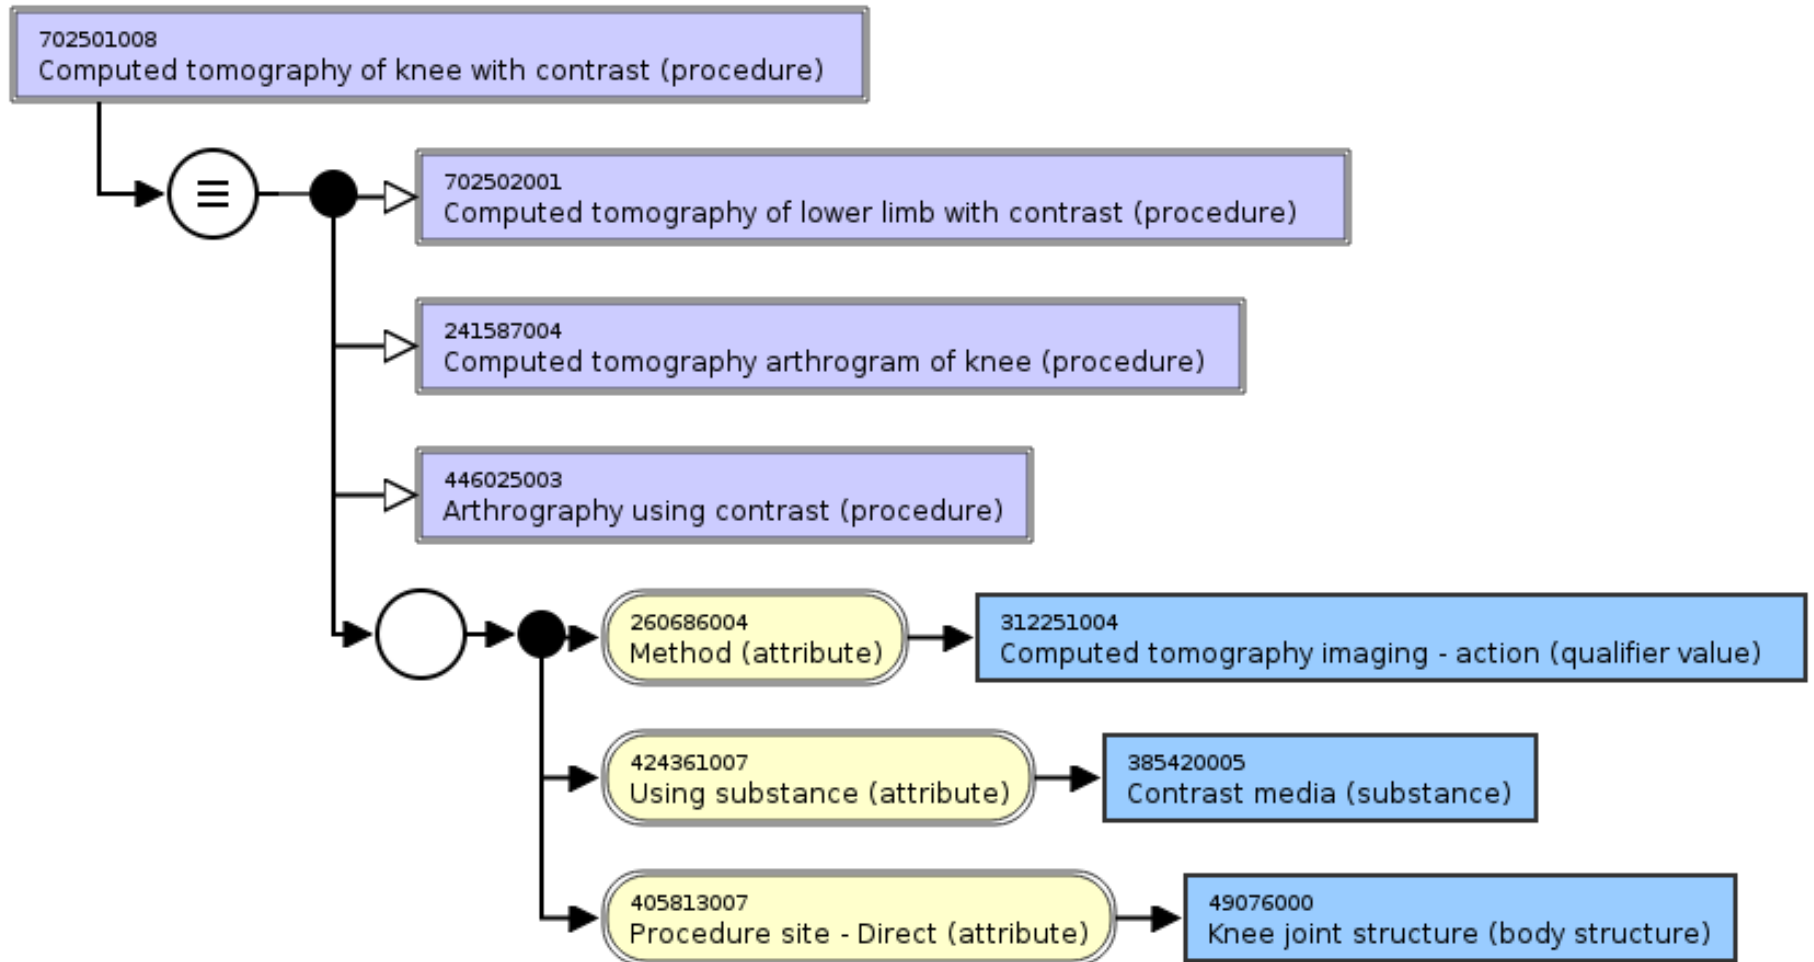 702501008
Computed tomography of knee with contrast (procedure)
702502001
Computed tomography of lower limb with contrast (procedure)
241587004
Computed tomography arthrogram of knee (procedure)
446025003
Arthrography using contrast (procedure)
260686004
Method (attribute)
312251004
Computed tomography imaging - action (qualifier value)
424361007
Using substance (attribute)
385420005
Contrast media (substance)
405813007
Procedure site - Direct (attribute)
49076000
Knee joint structure (body structure)